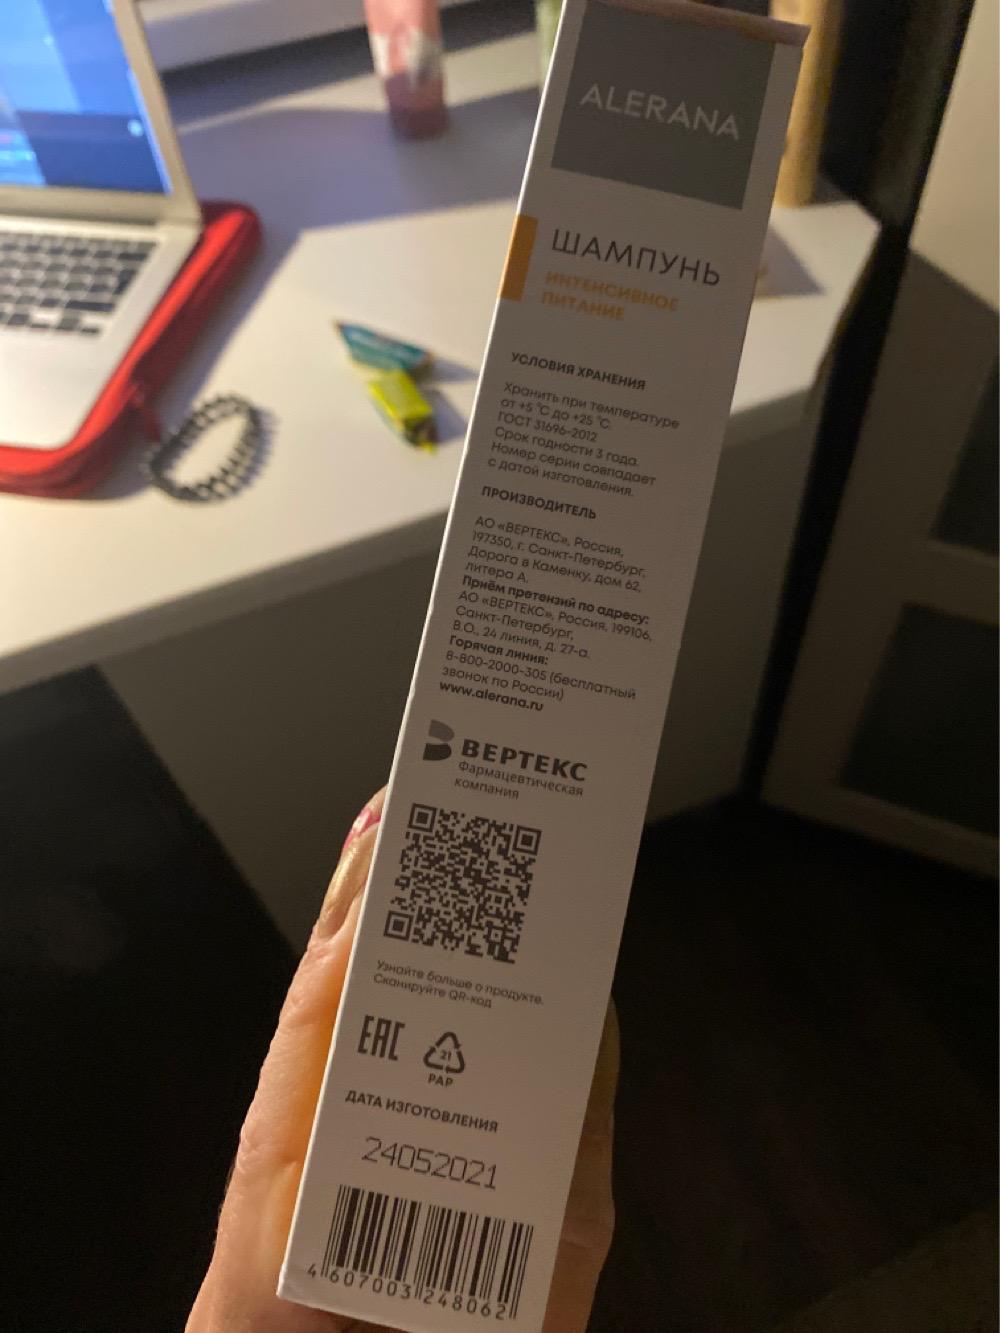 ALERANA
ШАМПУНЬ
ИНТЕНСИВНОЕ
ПИТАНИЕ
УСЛОВИЯ ХРАНЕНИЯ
Хранить при температуре
от +5 °С до +25 °С.
ГОСТ 31696-2012
Срок годности 3 года.
Номер серии совпадает
с датой изготовления.
ПРОИЗВОДИТЕЛЬ
АО «ВЕРТЕКС», Россия,
197350, г. Санкт-Петербург,
Дорога в Каменку, дом 62,
литера А.
Приём претензий по адресу:
АО «ВЕРТЕКС», Россия, 199106,
Санкт-Петербург,
В.О., 24 линия, д. 27-а.
Горячая линия:
8-800-2000-305 (бесплатный
звонок по России)
www.alerana.ru
ВЕРТЕКС
Фармацевтическая
компания
Узнайте больше о продукте.
Сканируйте QR-код
EAC
21
PAP
ДАТА ИЗГОТОВЛЕНИЯ
24052021
4 607003 248062